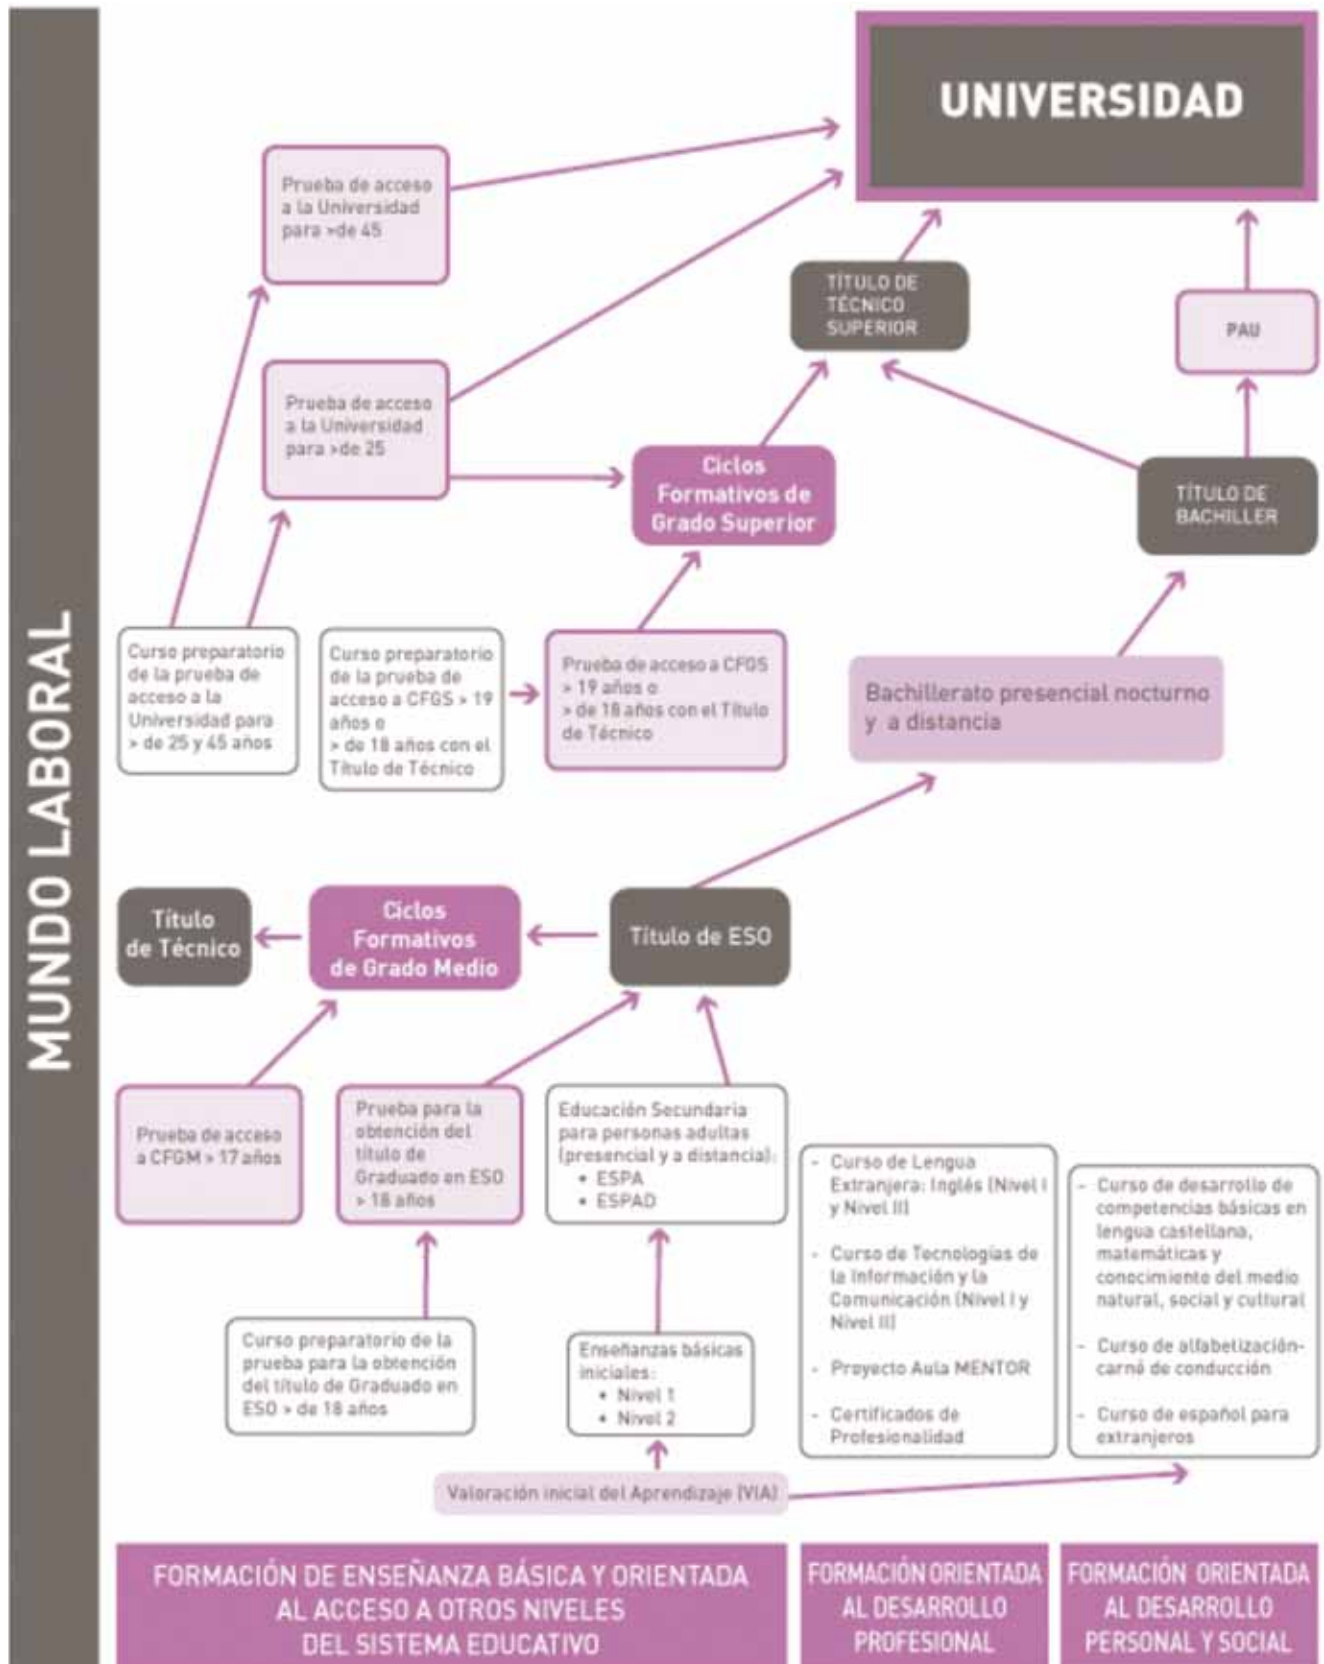 MUNDO LABORAL
UNIVERSIDAD
Prueba de acceso
a la Universidad
para >de 45
TÍTULO DE
TÉCNICO
SUPERIOR
PAU
Prueba de acceso
a la Universidad
para >de 25
Ciclos
Formativos de
Grado Superior
TÍTULO DE
BACHILLER
Curso preparatorio
de la prueba de
acceso a la
Universidad para
> de 25 y 45 años
Curso preparatorio
de la prueba de
acceso a CFGS > 19
años o
> de 18 años con el
Título de Técnico
Prueba de acceso a CFGS
> 19 años o
> de 18 años con el Título
de Técnico
Bachillerato presencial nocturno
y a distancia
Título
de Técnico
Ciclos
Formativos
de Grado Medio
Título de ESO
Prueba de acceso
a CFGM > 17 años
Prueba para la
obtención del
título de
Graduado en ESO
> 18 años
Educación Secundaria
para personas adultas
(presencial y a distancia):
• ESPA
• ESPAD
- Curso de Lengua
Extranjera: Inglés (Nivel I
y Nivel II)
- Curso de Tecnologías de
la Información y la
Comunicación (Nivel I y
Nivel II)
- Proyecto Aula MENTOR
- Certificados de
Profesionalidad
- Curso de desarrollo de
competencias básicas en
lengua castellana,
matemáticas y
conocimiento del medio
natural, social y cultural
- Curso de alfabetización-
carné de conducción
- Curso de español para
extranjeros
Curso preparatorio de la
prueba para la obtención
del título de Graduado en
ESO > de 18 años
Enseñanzas básicas
iniciales:
• Nivel 1
• Nivel 2
Valoración inicial del Aprendizaje (VIA)
FORMACIÓN DE ENSEÑANZA BÁSICA Y ORIENTADA
AL ACCESO A OTROS NIVELES
DEL SISTEMA EDUCATIVO
FORMACIÓN ORIENTADA
AL DESARROLLO
PROFESIONAL
FORMACIÓN ORIENTADA
AL DESARROLLO
PERSONAL Y SOCIAL